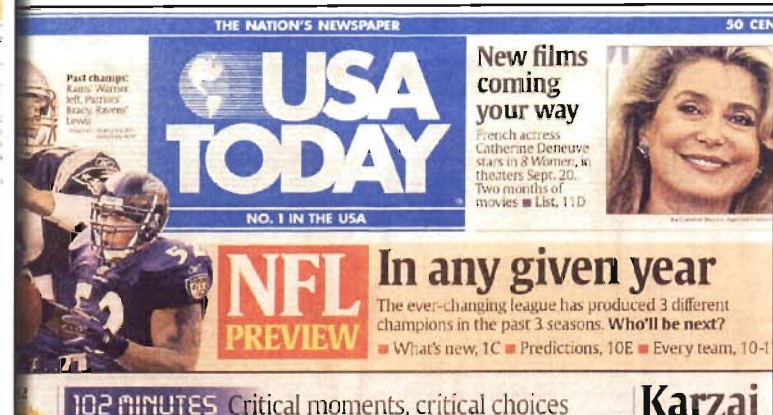 THE NATION'S NEWSPAPER
50 CEN
Past champs:
Rams' Warner
left, Patriots'
Brady, Ravens'
Lewis
USA
TODAY
NO. 1 IN THE USA
New films
coming
your way
French actress
Catherine Deneuve
stars in 8 Women, in
theaters Sept. 20.
Two months of
movies ■ List, 11D
52
NFL
PREVIEW
In any given year
The ever-changing league has produced 3 different
champions in the past 3 seasons. Who'll be next?
■ What's new, 1C ■ Predictions, 10E ■ Every team, 10-1
102 MINUTES Critical moments, critical choices
Karzai